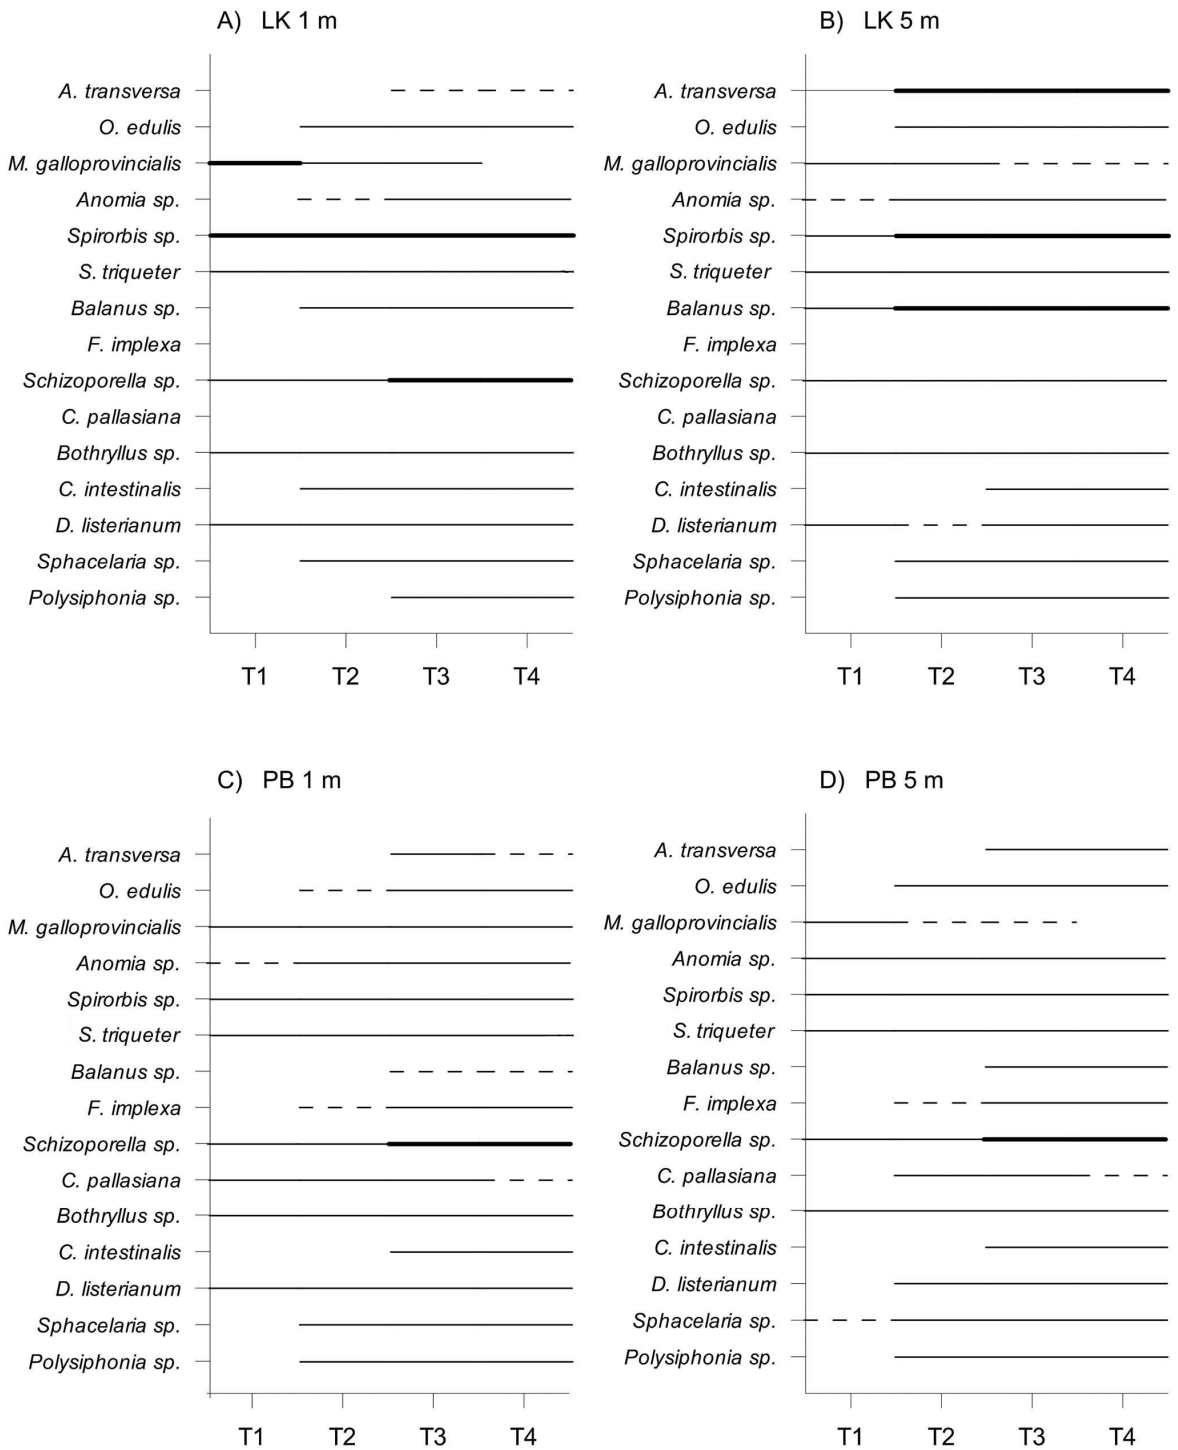 A) LK 1 m
A. transversa
O. edulis
M. galloprovincialis
Anomia sp.
Spirorbis sp.
S. triqueter
Balanus sp.
F. implexa
Schizoporella sp.
C. pallasiana
Bothryllus sp.
C. intestinalis
D. listerianum
Sphacelaria sp.
Polysiphonia sp.
T1 T2 T3 T4
B) LK 5 m
A. transversa
O. edulis
M. galloprovincialis
Anomia sp.
Spirorbis sp.
S. triqueter
Balanus sp.
F. implexa
Schizoporella sp.
C. pallasiana
Bothryllus sp.
C. intestinalis
D. listerianum
Sphacelaria sp.
Polysiphonia sp.
T1 T2 T3 T4
C) PB 1 m
A. transversa
O. edulis
M. galloprovincialis
Anomia sp.
Spirorbis sp.
S. triqueter
Balanus sp.
F. implexa
Schizoporella sp.
C. pallasiana
Bothryllus sp.
C. intestinalis
D. listerianum
Sphacelaria sp.
Polysiphonia sp.
T1 T2 T3 T4
D) PB 5 m
A. transversa
O. edulis
M. galloprovincialis
Anomia sp.
Spirorbis sp.
S. triqueter
Balanus sp.
F. implexa
Schizoporella sp.
C. pallasiana
Bothryllus sp.
C. intestinalis
D. listerianum
Sphacelaria sp.
Polysiphonia sp.
T1 T2 T3 T4